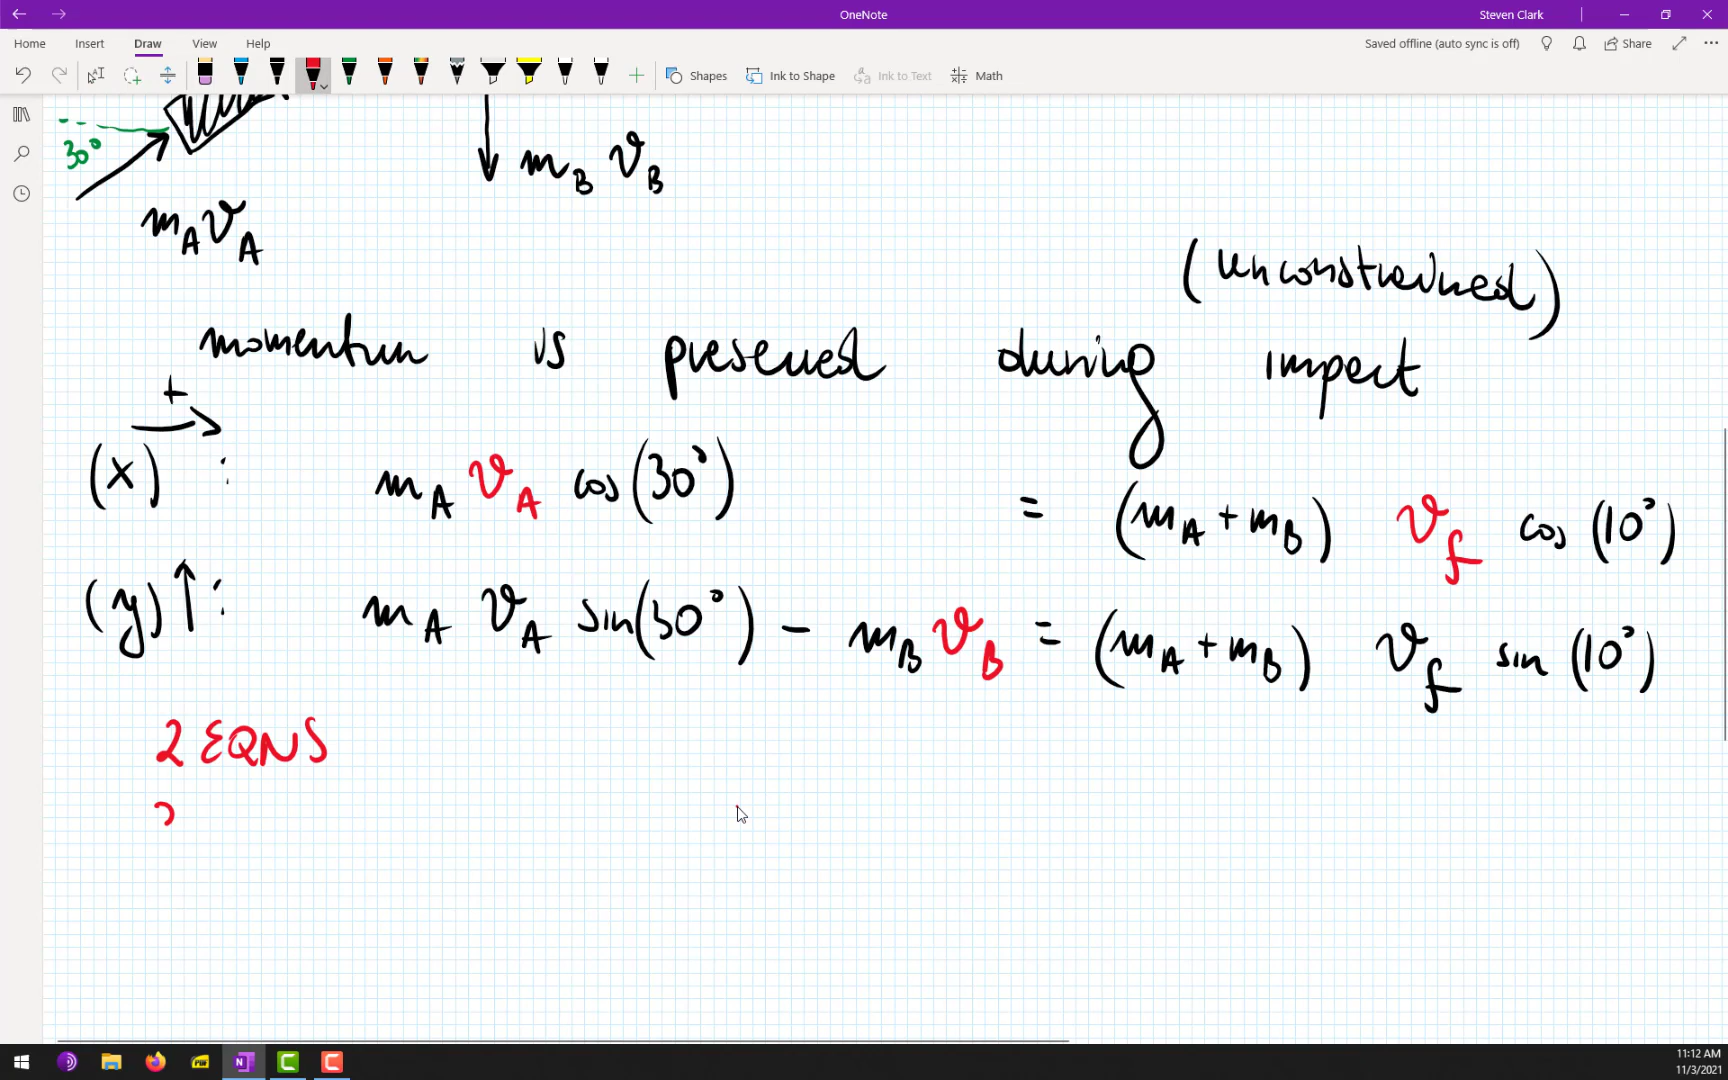 OneNote
Steven Clark
Home Insert Draw View Help
Saved offline (auto sync is off)
Share
Shapes
Ink to Shape
Ink to Text
Math
30°
m_A v_A
m_B v_B
(unconstrained)
momentum is preserved during impact
+
(x) : m_A v_A cos(30°) = (m_A + m_B) v_f cos(10°)
(y) ↑ : m_A v_A sin(30°) - m_B v_B = (m_A + m_B) v_f sin(10°)
2 EQNS
11:12 AM
11/3/2021